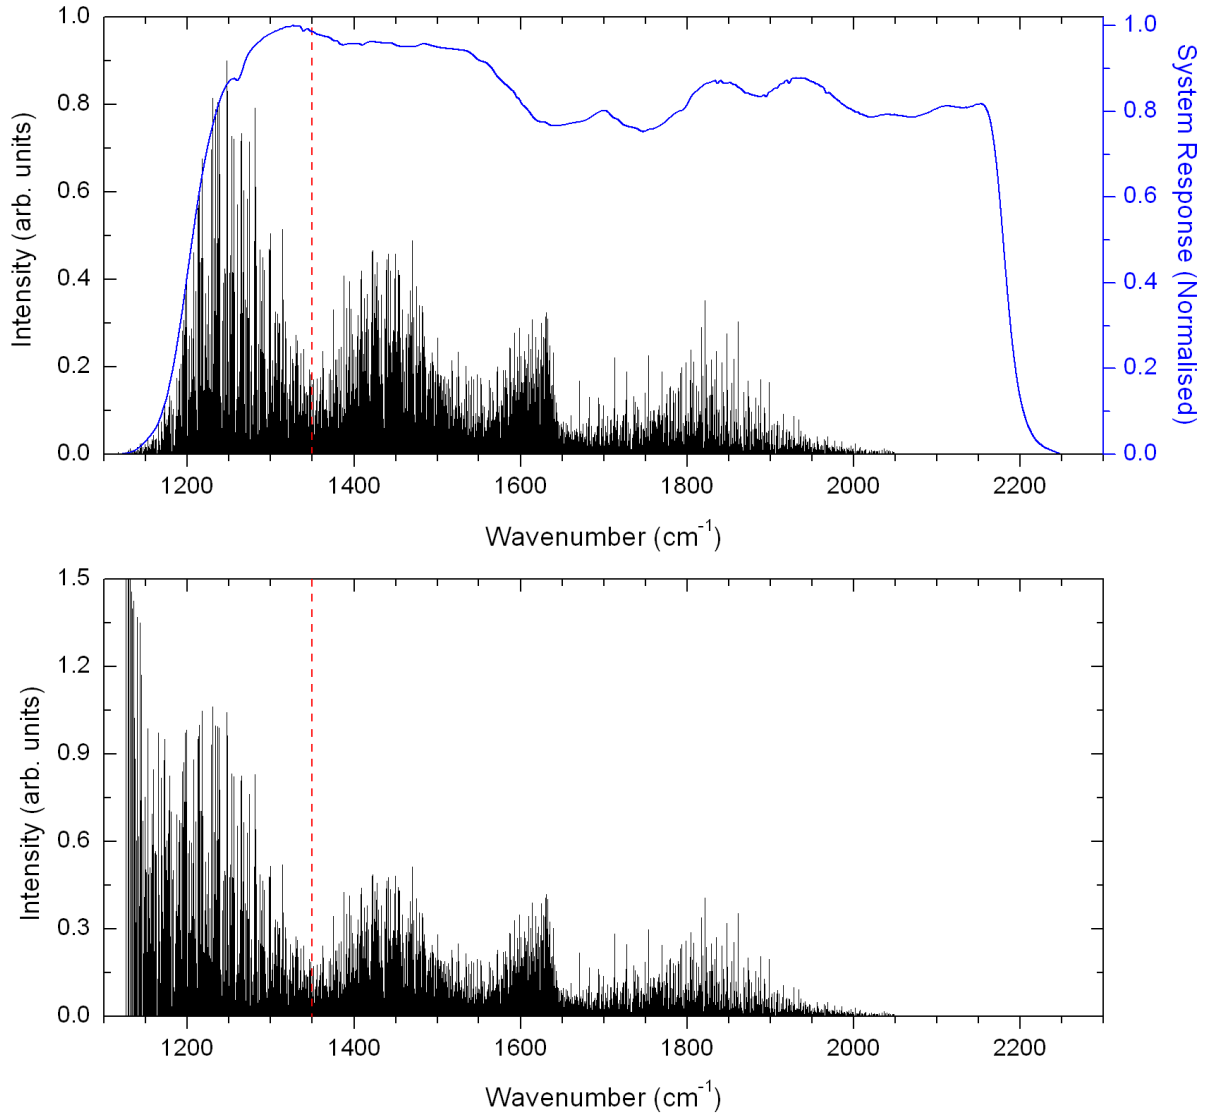 1.0
0.8
0.6
0.4
0.2
0.0
Intensity (arb. units)
1.0
0.8
0.6
0.4
0.2
0.0
System Response (Normalised)
1200 1400 1600 1800 2000 2200
Wavenumber (cm⁻¹)
1.5
1.2
0.9
0.6
0.3
0.0
Intensity (arb. units)
1200 1400 1600 1800 2000 2200
Wavenumber (cm⁻¹)